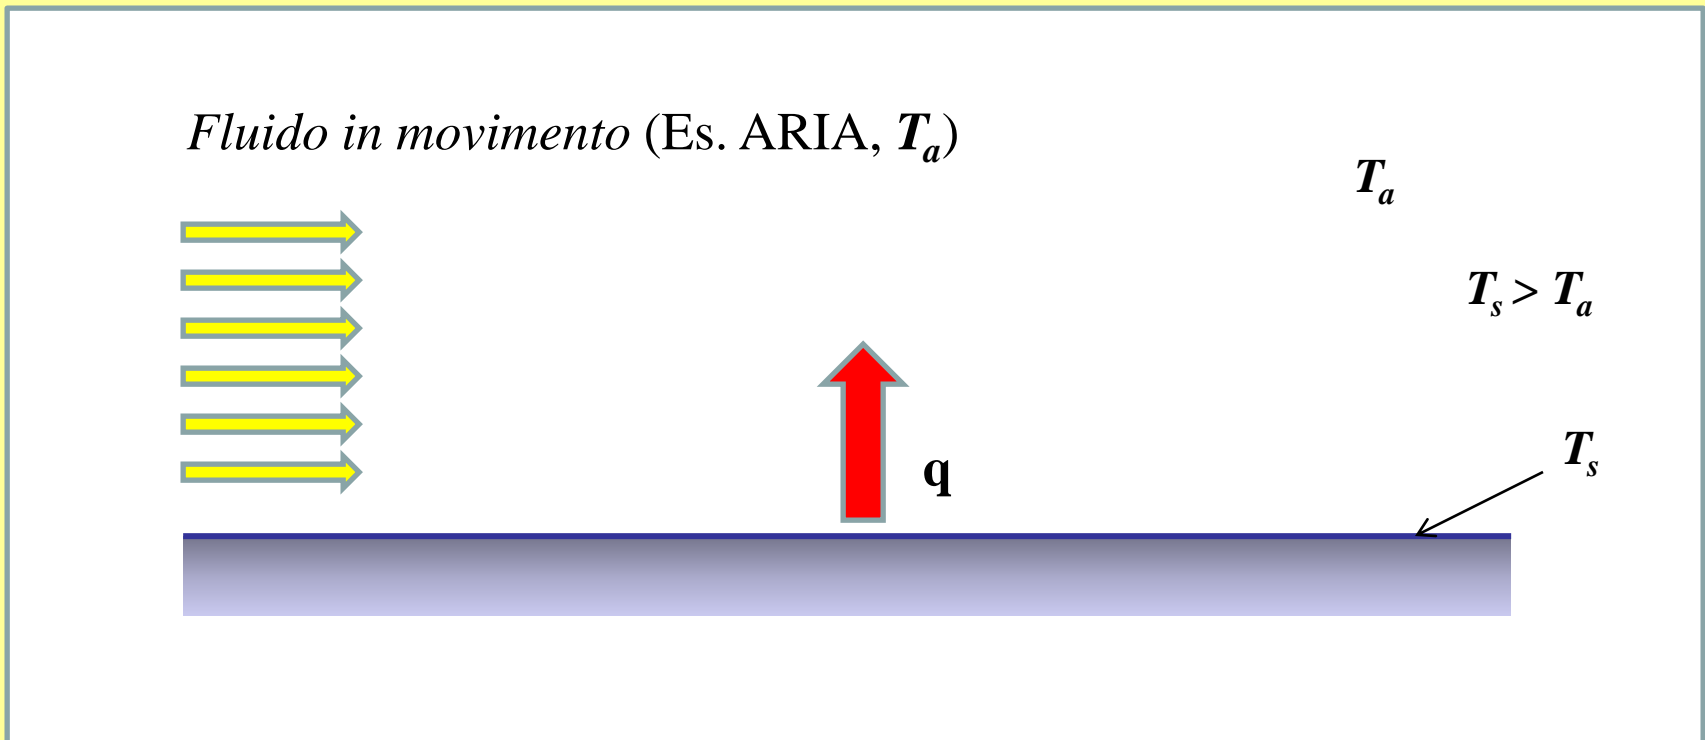 Fluido in movimento (Es. ARIA, Ta)
Ta
Ts > Ta
Ts
q